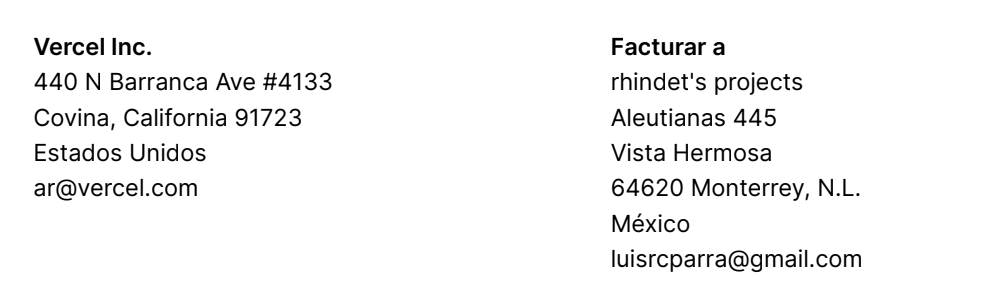 Vercel Inc.
440 N Barranca Ave #4133
Covina, California 91723
Estados Unidos
ar@vercel.com
Facturar a
rhindet's projects
Aleutianas 445
Vista Hermosa
64620 Monterrey, N.L.
México
luisrcparra@gmail.com